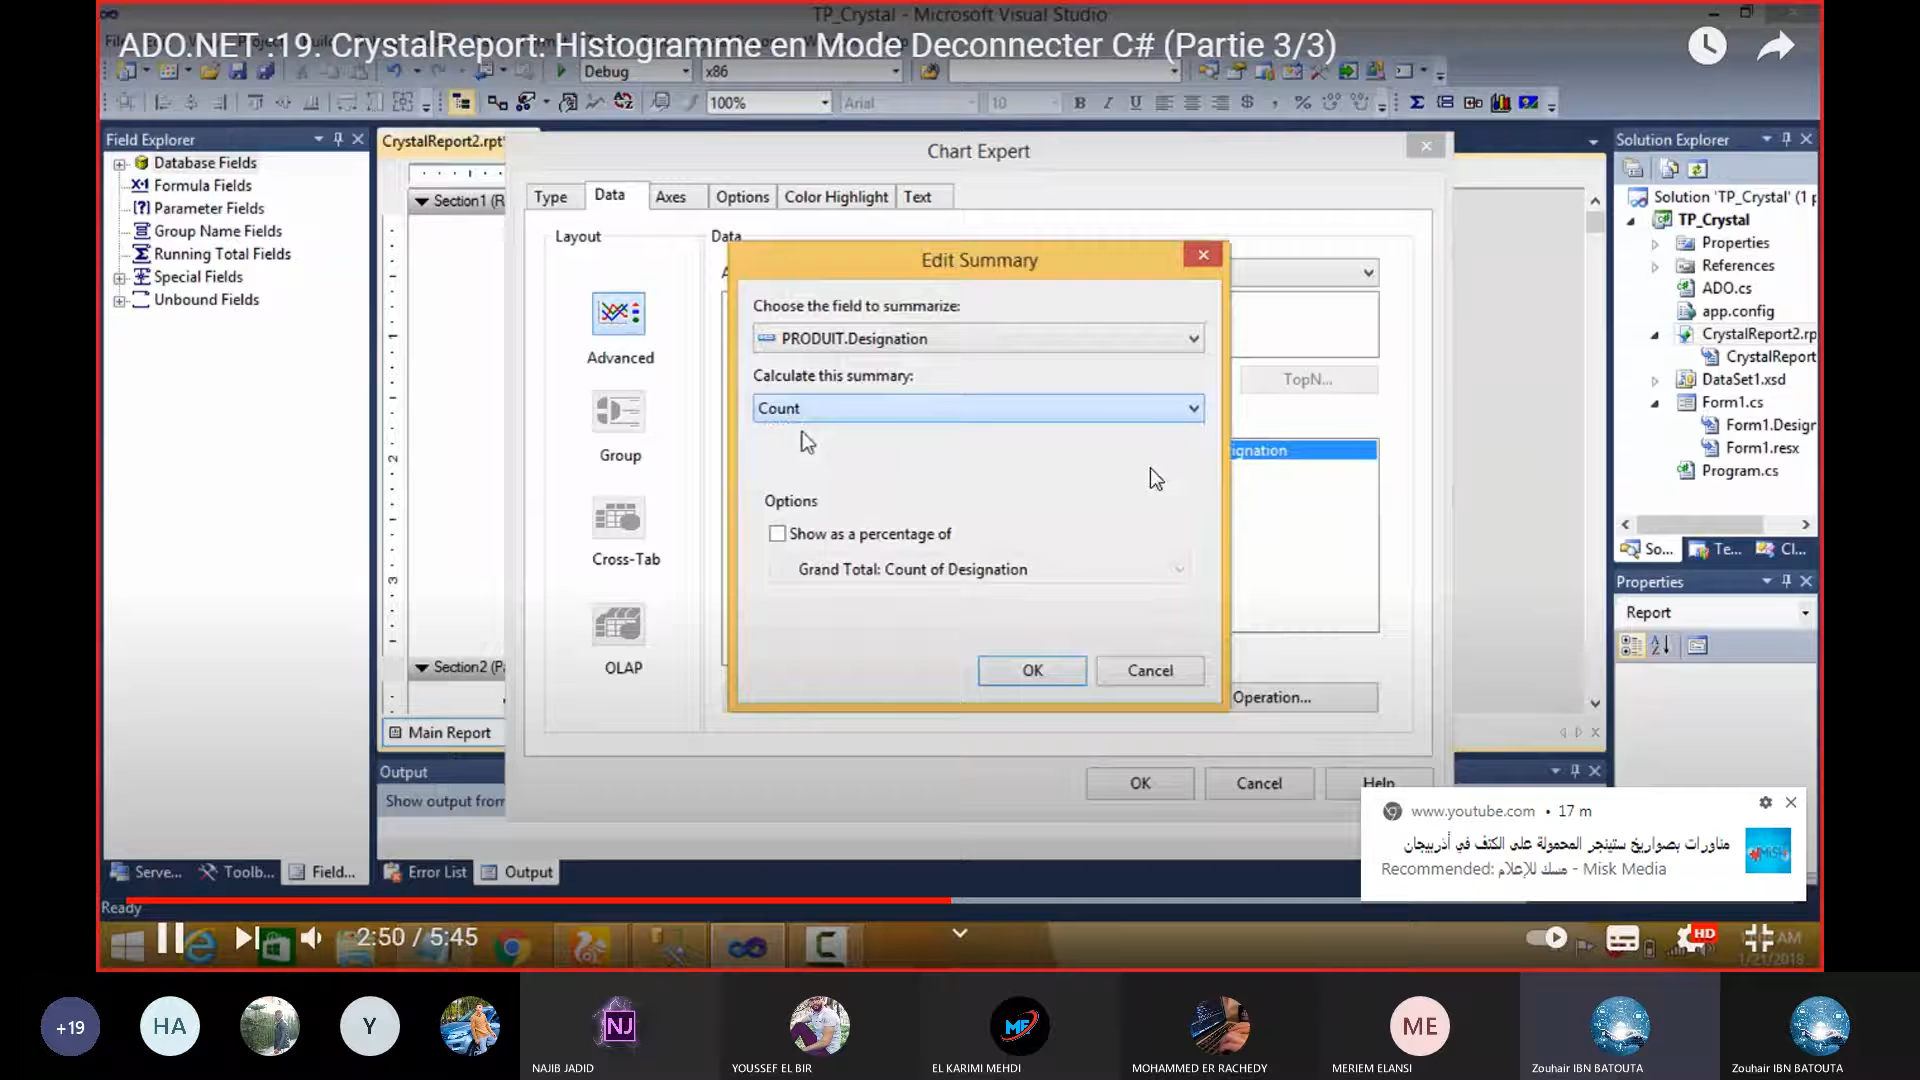 TP_Crystal - Microsoft Visual Studio
ADO.NET :19. CrystalReport: Histogramme en Mode Deconnecter C# (Partie 3/3)
Debug
x86
100%
Arial
10
B I U
Field Explorer
Database Fields
Formula Fields
Parameter Fields
Group Name Fields
Running Total Fields
Special Fields
Unbound Fields
CrystalReport2.rpt*
Section1 (R
1
2
3
Section2 (P
Main Report
Output
Show output from
Chart Expert
Type
Data
Axes
Options
Color Highlight
Text
Layout
Advanced
Group
Cross-Tab
OLAP
Data
TopN...
ignation
Operation...
Edit Summary
Choose the field to summarize:
PRODUIT.Designation
Calculate this summary:
Count
Options
Show as a percentage of
Grand Total: Count of Designation
OK
Cancel
OK
Cancel
Help
Solution Explorer
Solution 'TP_Crystal' (1 p
TP_Crystal
Properties
References
ADO.cs
app.config
CrystalReport2.rp
CrystalReport
DataSet1.xsd
Form1.cs
Form1.Design
Form1.resx
Program.cs
So...
Te...
Cl...
Properties
Report
www.youtube.com • 17 m
مناورات بصواريخ ستينجر المحمولة على الكتف في أذربيجان
Recommended: مسك للإعلام - Misk Media
Serve...
Toolb...
Field...
Error List
Output
Ready
2:50 / 5:45
HD
AM
1/21/2018
+19
HA
Y
NJ
MF
ME
NAJIB JADID
YOUSSEF EL BIR
EL KARIMI MEHDI
MOHAMMED ER RACHEDY
MERIEM ELANSI
Zouhair IBN BATOUTA
Zouhair IBN BATOUTA